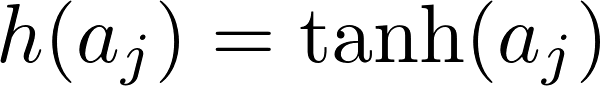 h(a_j) = tanh(a_j)